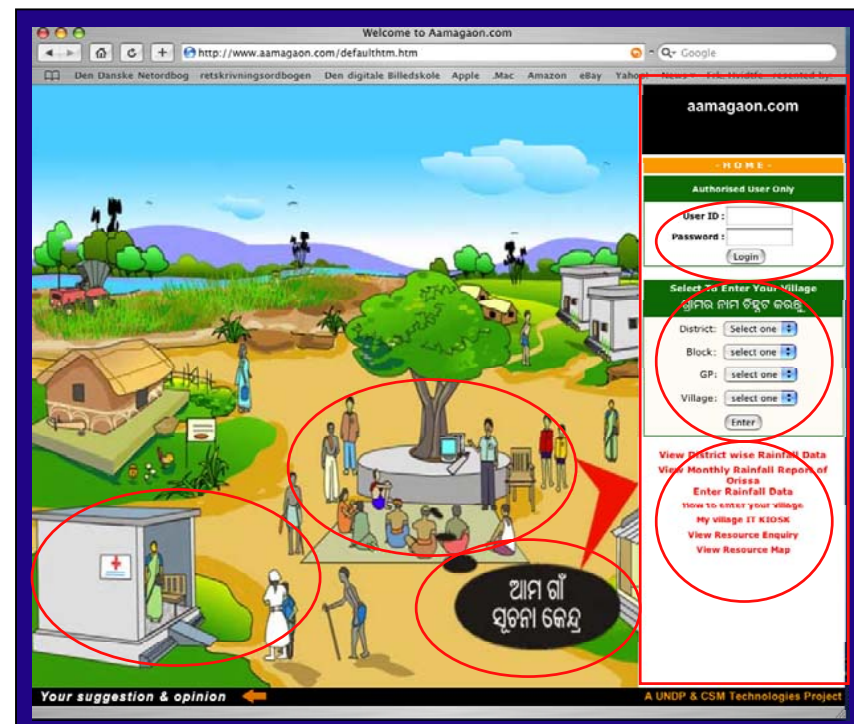 Welcome to Aamagaon.com
http://www.aamagaon.com/defaulthtm.htm
Google
Den Danske Netordbog retskrivningsordbogen Den digitale Billedskole Apple .Mac Amazon eBay Yahoo! News
aamagaon.com
- H O M E -
Authorised User Only
User ID :
Password :
Login
Select To Enter Your Village
ଗ୍ରାମର ନାମ ଚିହ୍ନଟ କରନ୍ତୁ
District: Select one
Block: select one
GP: select one
Village: select one
Enter
View District wise Rainfall Data
View Monthly Rainfall Report of
Orissa
Enter Rainfall Data
How to enter your village
My Village IT KIOSK
View Resource Enquiry
View Resource Map
ଆମ ଗାଁ
ସୂଚନା କେନ୍ଦ୍ର
Your suggestion & opinion
A UNDP & CSM Technologies Project